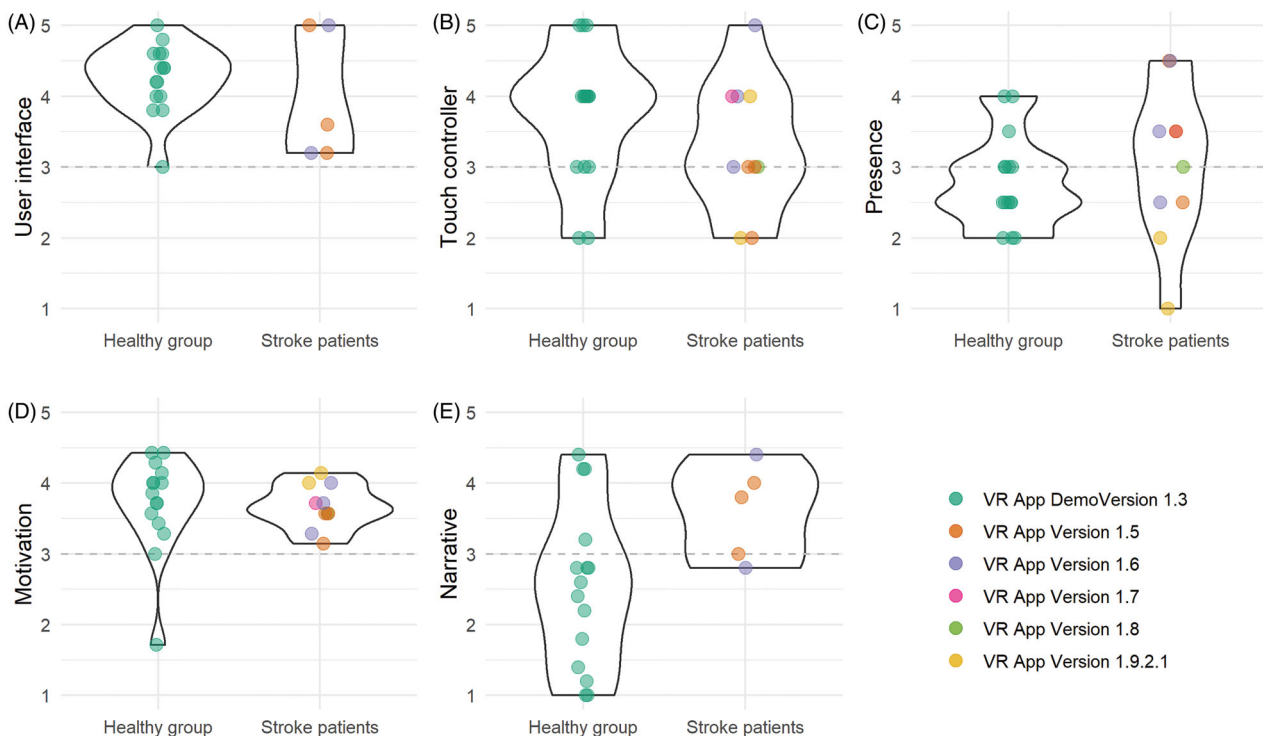 (A)
User interface
5
4
3
2
1
Healthy group
Stroke patients
(B)
Touch controller
5
4
3
2
1
Healthy group
Stroke patients
(C)
Presence
5
4
3
2
1
Healthy group
Stroke patients
(D)
Motivation
5
4
3
2
1
Healthy group
Stroke patients
(E)
Narrative
5
4
3
2
1
Healthy group
Stroke patients
VR App DemoVersion 1.3
VR App Version 1.5
VR App Version 1.6
VR App Version 1.7
VR App Version 1.8
VR App Version 1.9.2.1